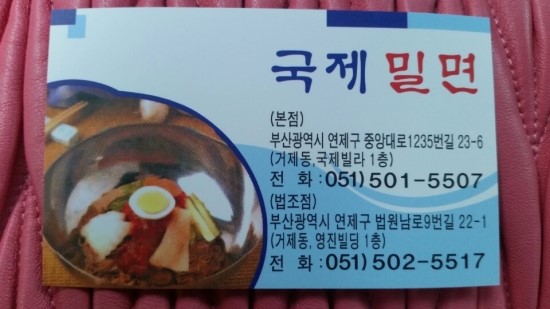 국제 밀면
(본점)
부산광역시 연제구 중앙대로1235번길 23-6
(거제동,국제빌라 1층)
전 화 : 051) 501-5507
(법조점)
부산광역시 연제구 법원남로9번길 22-1
(거제동, 영진빌딩 1층)
전 화 : 051) 502-5517